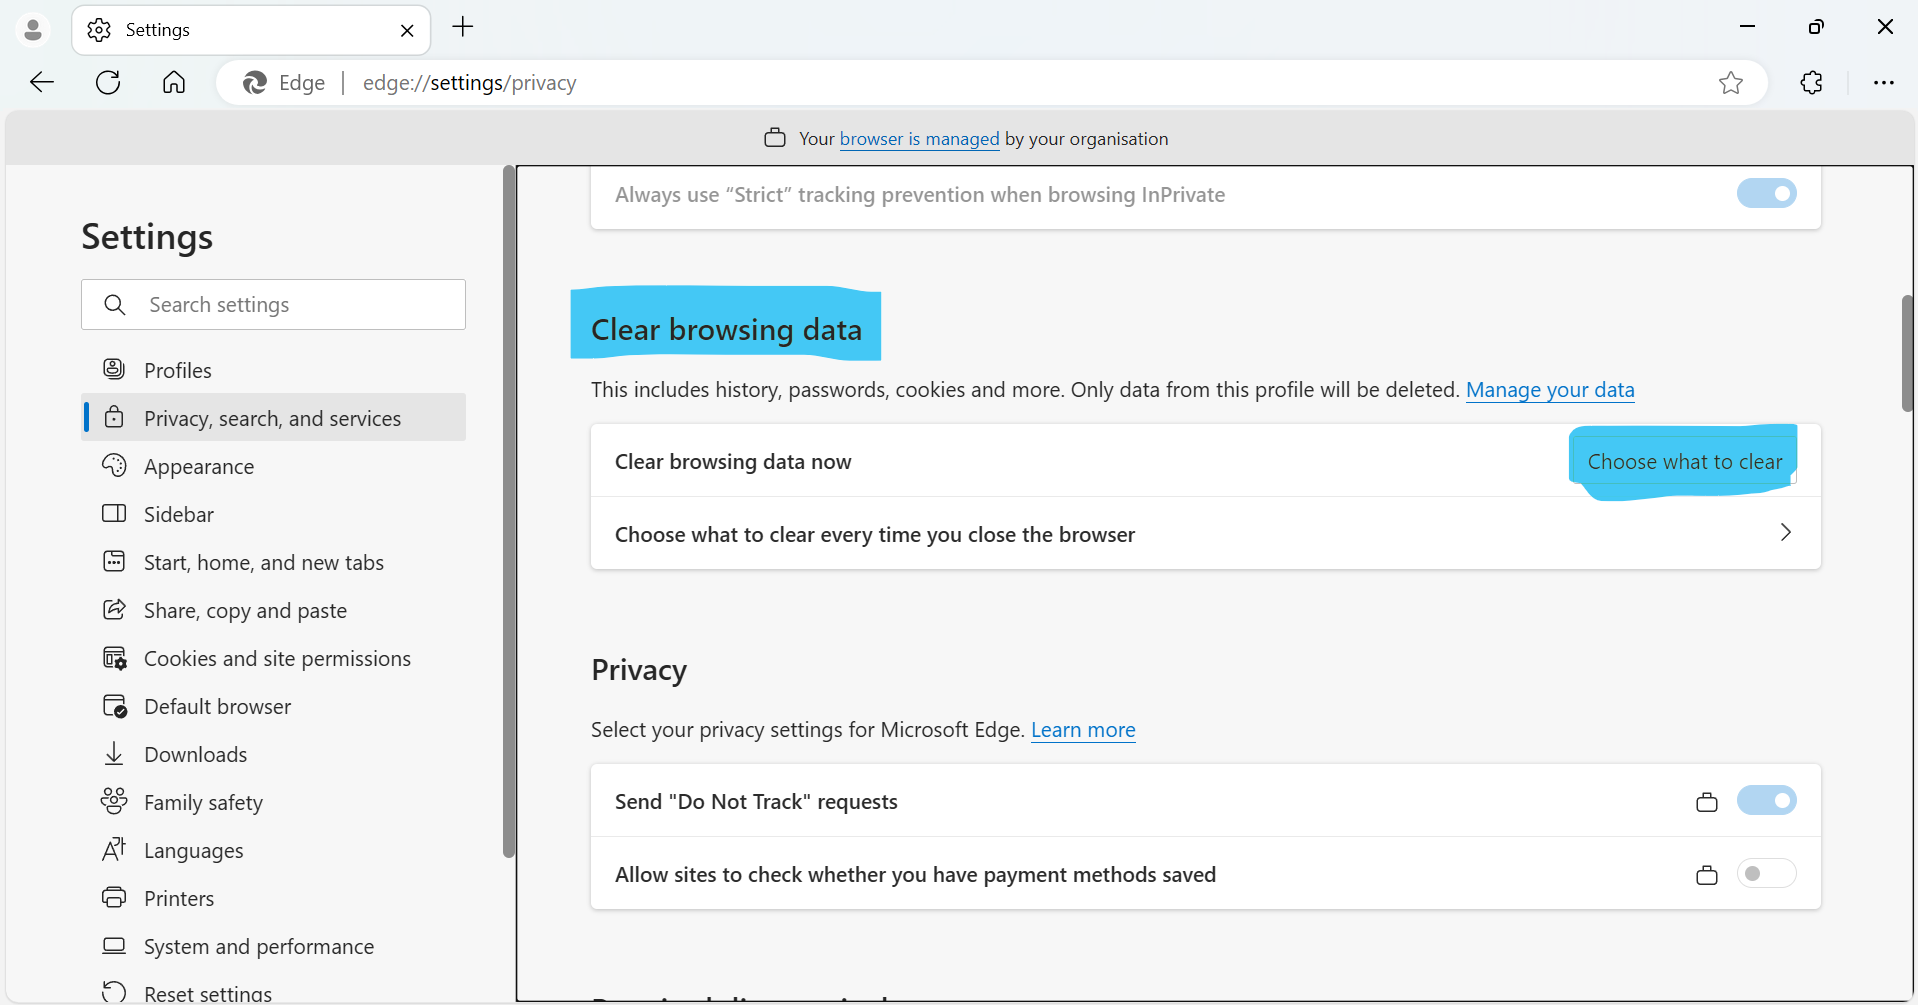 Settings
Edge | edge://settings/privacy
Your browser is managed by your organisation
Settings
Search settings
Profiles
Privacy, search, and services
Appearance
Sidebar
Start, home, and new tabs
Share, copy and paste
Cookies and site permissions
Default browser
Downloads
Family safety
Languages
Printers
System and performance
Reset settings
Always use “Strict” tracking prevention when browsing InPrivate
Clear browsing data
This includes history, passwords, cookies and more. Only data from this profile will be deleted. Manage your data
Clear browsing data now
Choose what to clear
Choose what to clear every time you close the browser
Privacy
Select your privacy settings for Microsoft Edge. Learn more
Send "Do Not Track" requests
Allow sites to check whether you have payment methods saved